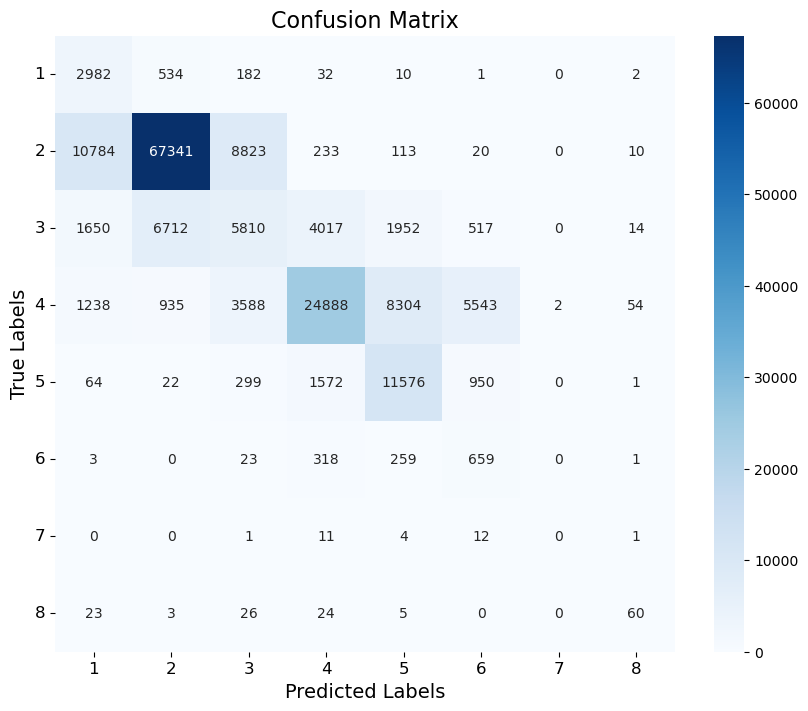 Confusion Matrix
1 2982 534 182 32 10 1 0 2
2 10784 67341 8823 233 113 20 0 10
3 1650 6712 5810 4017 1952 517 0 14
4 1238 935 3588 24888 8304 5543 2 54
5 64 22 299 1572 11576 950 0 1
6 3 0 23 318 259 659 0 1
7 0 0 1 11 4 12 0 1
8 23 3 26 24 5 0 0 60
1 2 3 4 5 6 7 8
Predicted Labels
True Labels
60000
50000
40000
30000
20000
10000
0